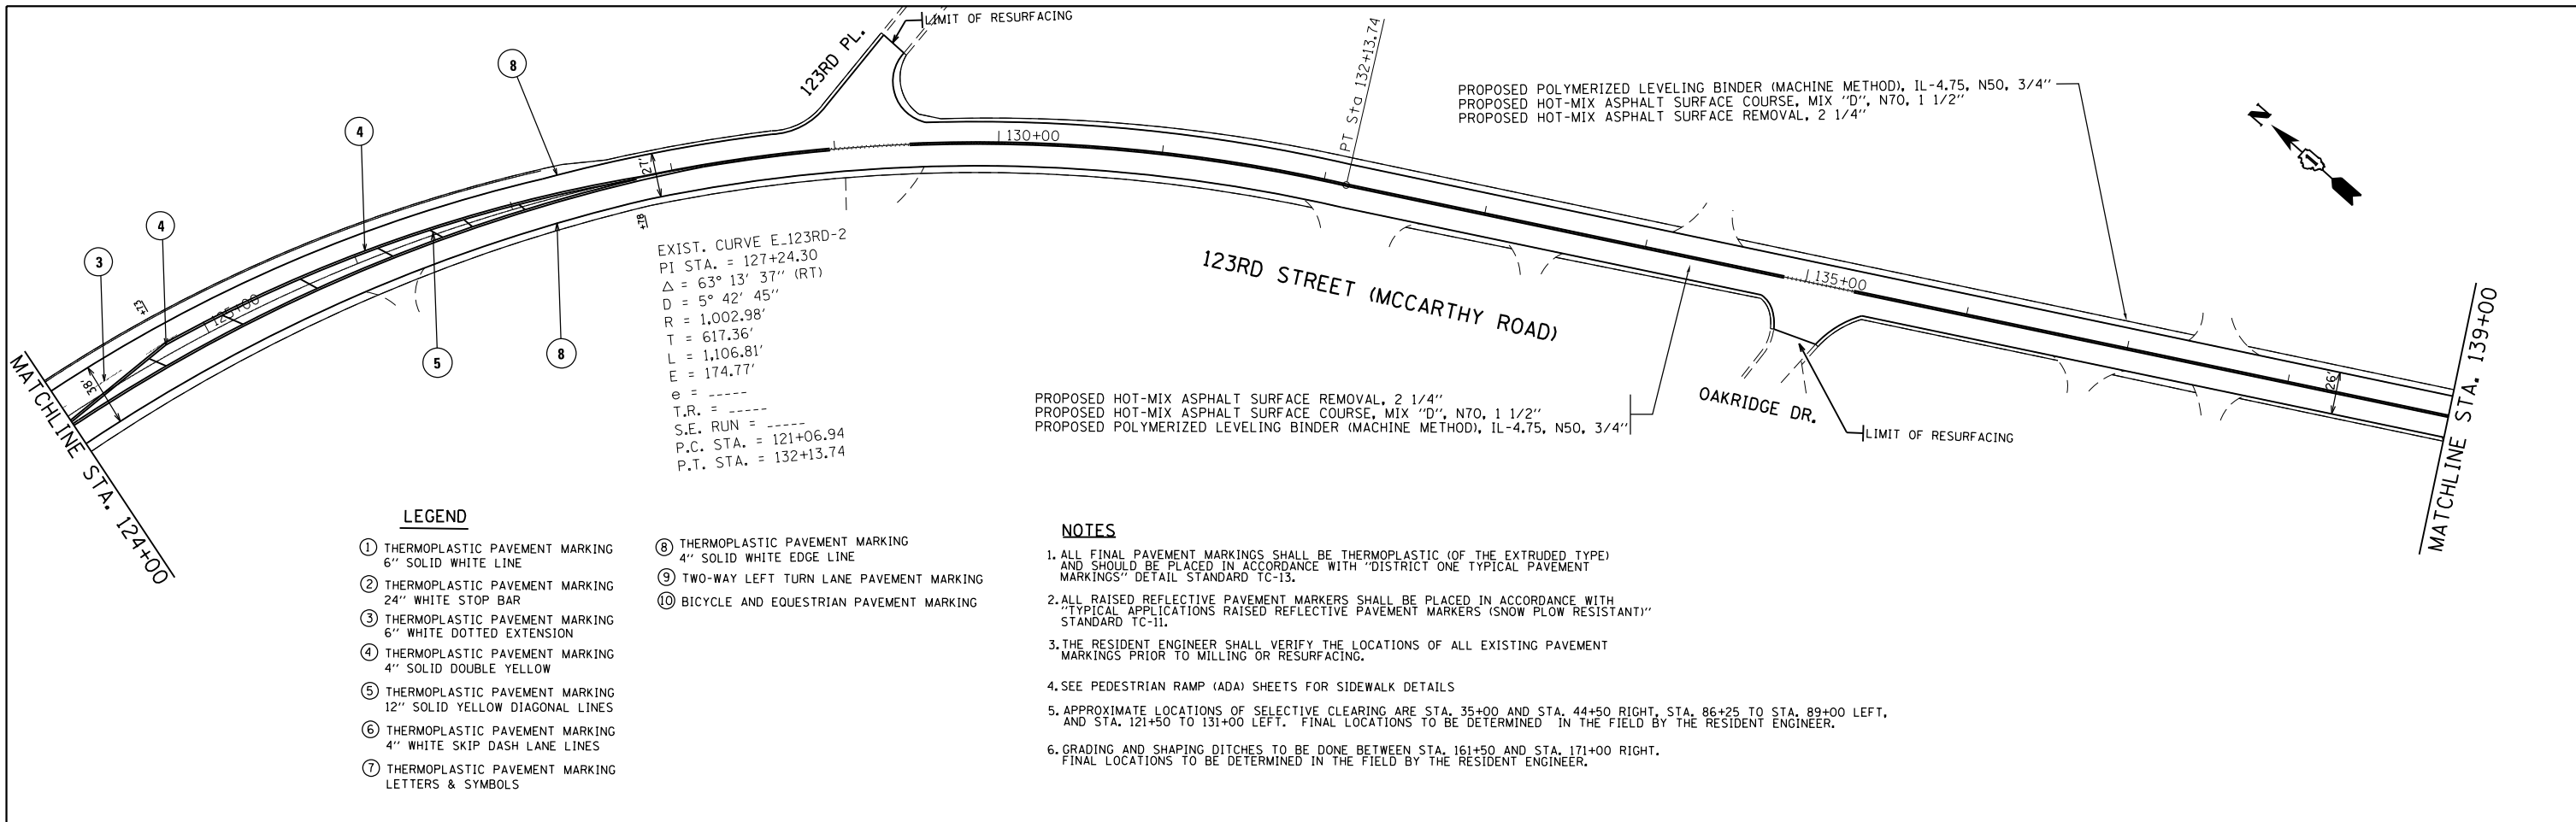 LIMIT OF RESURFACING
123RD PL.
8
4
4
3
+23
125+00
38'
MATCHLINE STA. 124+00
5
8
27'
+78
130+00
PT Sta 132+13.74
PROPOSED POLYMERIZED LEVELING BINDER (MACHINE METHOD), IL-4.75, N50, 3/4"
PROPOSED HOT-MIX ASPHALT SURFACE COURSE, MIX "D", N70, 1 1/2"
PROPOSED HOT-MIX ASPHALT SURFACE REMOVAL, 2 1/4"
N
1
EXIST. CURVE E_123RD-2
PI STA. = 127+24.30
Δ = 63° 13' 37" (RT)
D = 5° 42' 45"
R = 1,002.98'
T = 617.36'
L = 1,106.81'
E = 174.77'
e = -----
T.R. = -----
S.E. RUN = -----
P.C. STA. = 121+06.94
P.T. STA. = 132+13.74
123RD STREET (MCCARTHY ROAD)
135+00
PROPOSED HOT-MIX ASPHALT SURFACE REMOVAL, 2 1/4"
PROPOSED HOT-MIX ASPHALT SURFACE COURSE, MIX "D", N70, 1 1/2"
PROPOSED POLYMERIZED LEVELING BINDER (MACHINE METHOD), IL-4.75, N50, 3/4"
OAKRIDGE DR.
LIMIT OF RESURFACING
26'
MATCHLINE STA. 139+00
LEGEND
1 THERMOPLASTIC PAVEMENT MARKING
6" SOLID WHITE LINE
2 THERMOPLASTIC PAVEMENT MARKING
24" WHITE STOP BAR
3 THERMOPLASTIC PAVEMENT MARKING
6" WHITE DOTTED EXTENSION
4 THERMOPLASTIC PAVEMENT MARKING
4" SOLID DOUBLE YELLOW
5 THERMOPLASTIC PAVEMENT MARKING
12" SOLID YELLOW DIAGONAL LINES
6 THERMOPLASTIC PAVEMENT MARKING
4" WHITE SKIP DASH LANE LINES
7 THERMOPLASTIC PAVEMENT MARKING
LETTERS & SYMBOLS
8 THERMOPLASTIC PAVEMENT MARKING
4" SOLID WHITE EDGE LINE
9 TWO-WAY LEFT TURN LANE PAVEMENT MARKING
10 BICYCLE AND EQUESTRIAN PAVEMENT MARKING
NOTES
1. ALL FINAL PAVEMENT MARKINGS SHALL BE THERMOPLASTIC (OF THE EXTRUDED TYPE)
AND SHOULD BE PLACED IN ACCORDANCE WITH "DISTRICT ONE TYPICAL PAVEMENT
MARKINGS" DETAIL STANDARD TC-13.
2. ALL RAISED REFLECTIVE PAVEMENT MARKERS SHALL BE PLACED IN ACCORDANCE WITH
"TYPICAL APPLICATIONS RAISED REFLECTIVE PAVEMENT MARKERS (SNOW PLOW RESISTANT)"
STANDARD TC-11.
3. THE RESIDENT ENGINEER SHALL VERIFY THE LOCATIONS OF ALL EXISTING PAVEMENT
MARKINGS PRIOR TO MILLING OR RESURFACING.
4. SEE PEDESTRIAN RAMP (ADA) SHEETS FOR SIDEWALK DETAILS
5. APPROXIMATE LOCATIONS OF SELECTIVE CLEARING ARE STA. 35+00 AND STA. 44+50 RIGHT, STA. 86+25 TO STA. 89+00 LEFT,
AND STA. 121+50 TO 131+00 LEFT. FINAL LOCATIONS TO BE DETERMINED IN THE FIELD BY THE RESIDENT ENGINEER.
6. GRADING AND SHAPING DITCHES TO BE DONE BETWEEN STA. 161+50 AND STA. 171+00 RIGHT.
FINAL LOCATIONS TO BE DETERMINED IN THE FIELD BY THE RESIDENT ENGINEER.